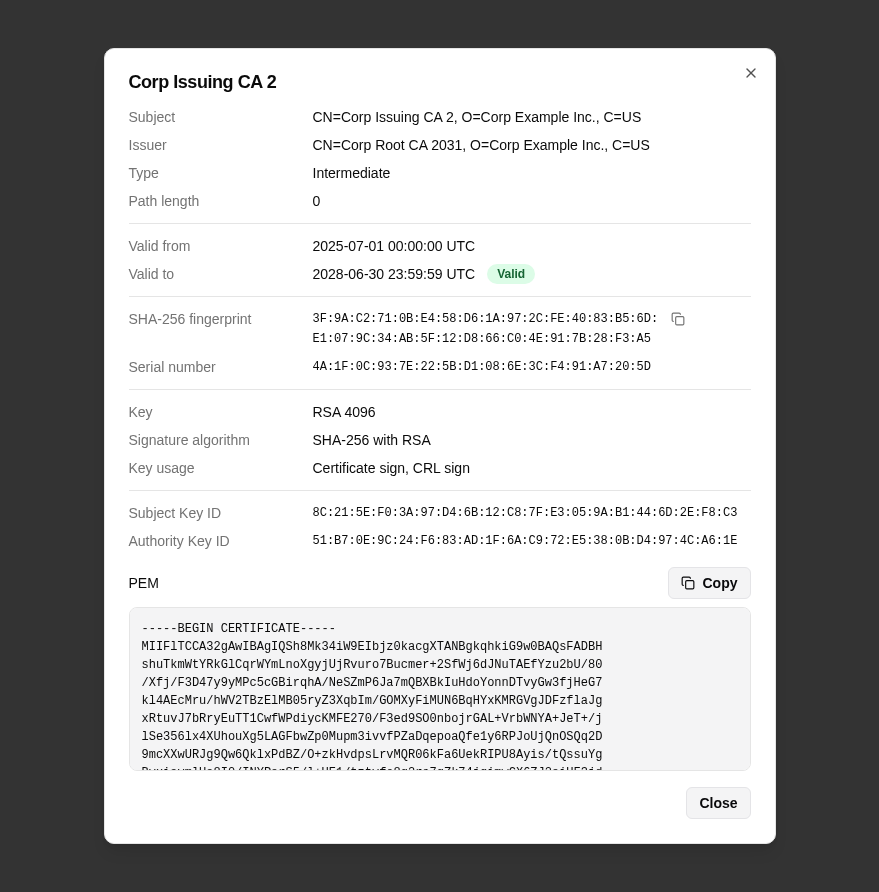 Corp Issuing CA 2
Subject CN=Corp Issuing CA 2, O=Corp Example Inc., C=US
Issuer CN=Corp Root CA 2031, O=Corp Example Inc., C=US
Type Intermediate
Path length 0
Valid from 2025-07-01 00:00:00 UTC
Valid to 2028-06-30 23:59:59 UTC Valid
SHA-256 fingerprint 3F:9A:C2:71:0B:E4:58:D6:1A:97:2C:FE:40:83:B5:6D:
E1:07:9C:34:AB:5F:12:D8:66:C0:4E:91:7B:28:F3:A5
Serial number 4A:1F:0C:93:7E:22:5B:D1:08:6E:3C:F4:91:A7:20:5D
Key RSA 4096
Signature algorithm SHA-256 with RSA
Key usage Certificate sign, CRL sign
Subject Key ID 8C:21:5E:F0:3A:97:D4:6B:12:C8:7F:E3:05:9A:B1:44:6D:2E:F8:C3
Authority Key ID 51:B7:0E:9C:24:F6:83:AD:1F:6A:C9:72:E5:38:0B:D4:97:4C:A6:1E
PEM Copy
-----BEGIN CERTIFICATE-----
MIIFlTCCA32gAwIBAgIQSh8Mk34iW9EIbjz0kacgXTANBgkqhkiG9w0BAQsFADBH
shuTkmWtYRkGlCqrWYmLnoXgyjUjRvuro7Bucmer+2SfWj6dJNuTAEfYzu2bU/80
/Xfj/F3D47y9yMPc5cGBirqhA/NeSZmP6Ja7mQBXBkIuHdoYonnDTvyGw3fjHeG7
kl4AEcMru/hWV2TBzElMB05ryZ3XqbIm/GOMXyFiMUN6BqHYxKMRGVgJDFzflaJg
xRtuvJ7bRryEuTT1CwfWPdiycKMFE270/F3ed9SO0nbojrGAL+VrbWNYA+JeT+/j
lSe356lx4XUhouXg5LAGFbwZp0Mupm3ivvfPZaDqepoaQfe1y6RPJoUjQnOSQq2D
9mcXXwURJg9Qw6QklxPdBZ/O+zkHvdpsLrvMQR06kFa6UekRIPU8Ayis/tQssuYg
Close